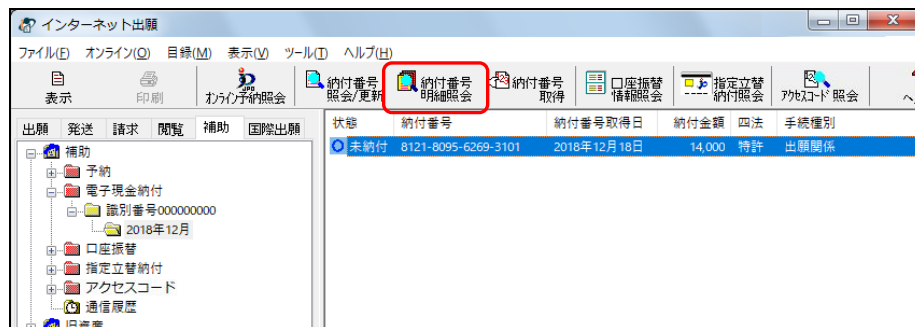 インターネット出願
ファイル(F) オンライン(O) 目録(M) 表示(V) ツール(T) ヘルプ(H)
表示 印刷 オンライン予納照会 納付番号照会/更新 納付番号明細照会 納付番号取得 口座振替情報照会 指定立替納付照会 アクセスコード照会
出願 発送 請求 閲覧 補助 国際出願
状態 納付番号 納付番号取得日 納付金額 四法 手続種別
未納付 8121-8095-6269-3101 2018年12月18日 14,000 特許 出願関係
補助
予納
電子現金納付
識別番号000000000
2018年12月
口座振替
指定立替納付
アクセスコード
通信履歴
旧資産